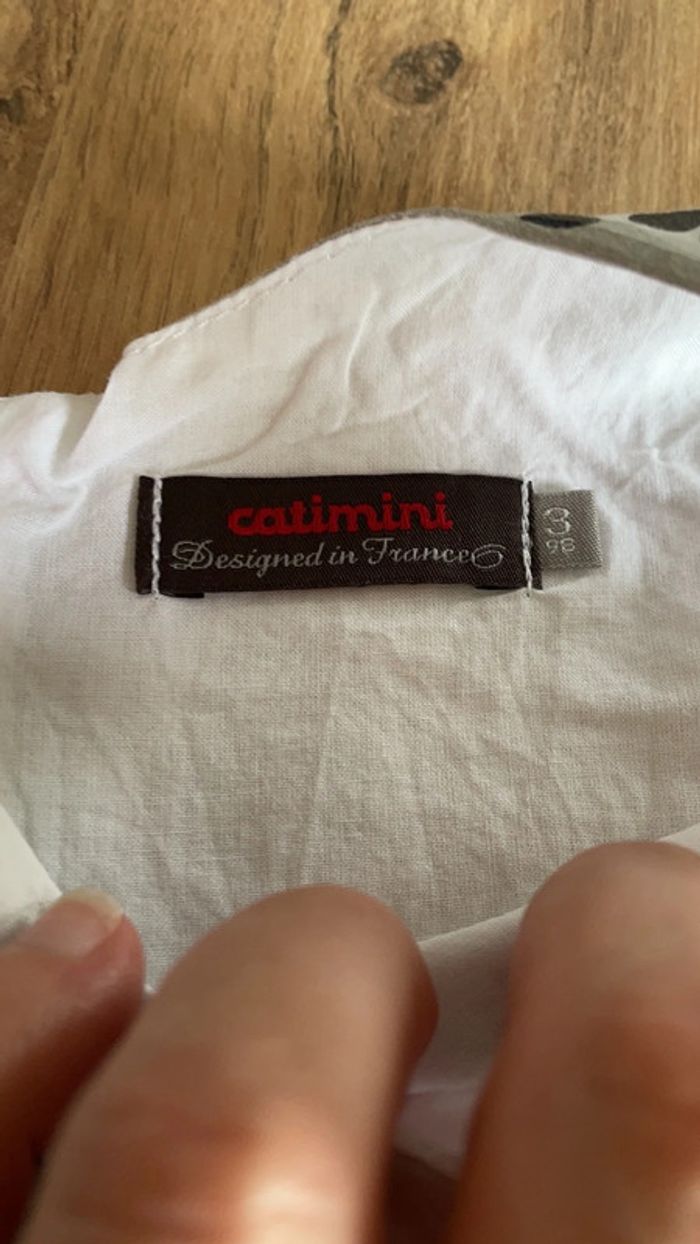 catimini
Designed in France
3
98